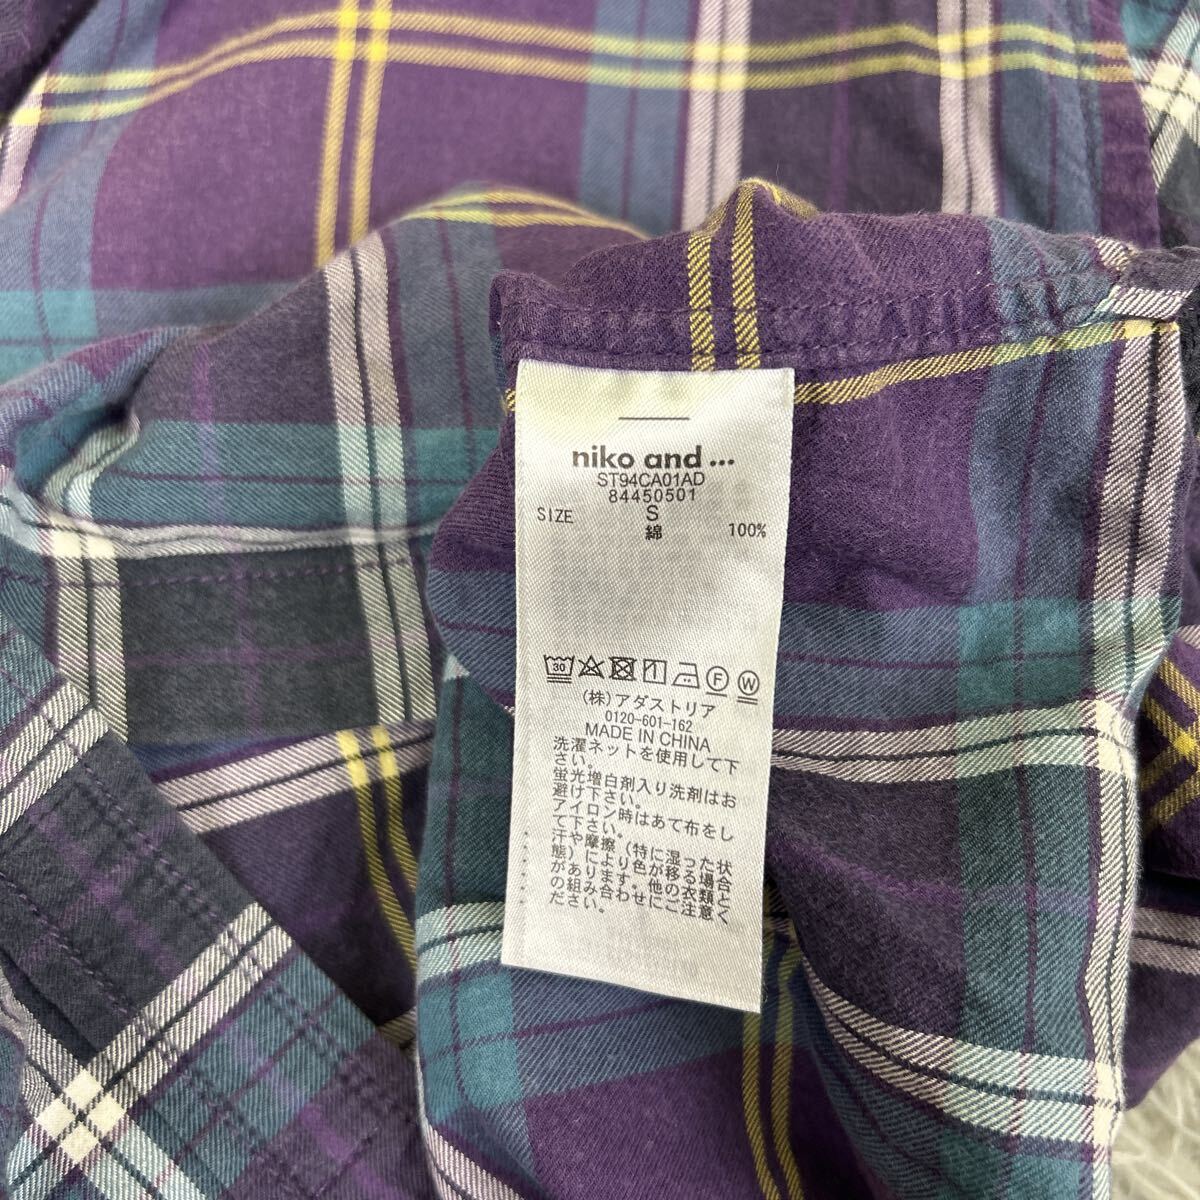 niko and ...
ST94CA01AD
84450501
SIZE S
綿 100%
30 F W
(株)アダストリア
0120-601-162
MADE IN CHINA
洗濯ネットを使用して下
さい。
蛍光増白剤入り洗剤はお
避け下さい。
アイロン時はあて布をし
て下さい。
汗や摩擦(特に湿った状
態)により色が移る場合
があります。他の衣類と
の組み合わせにご注意く
ださい。